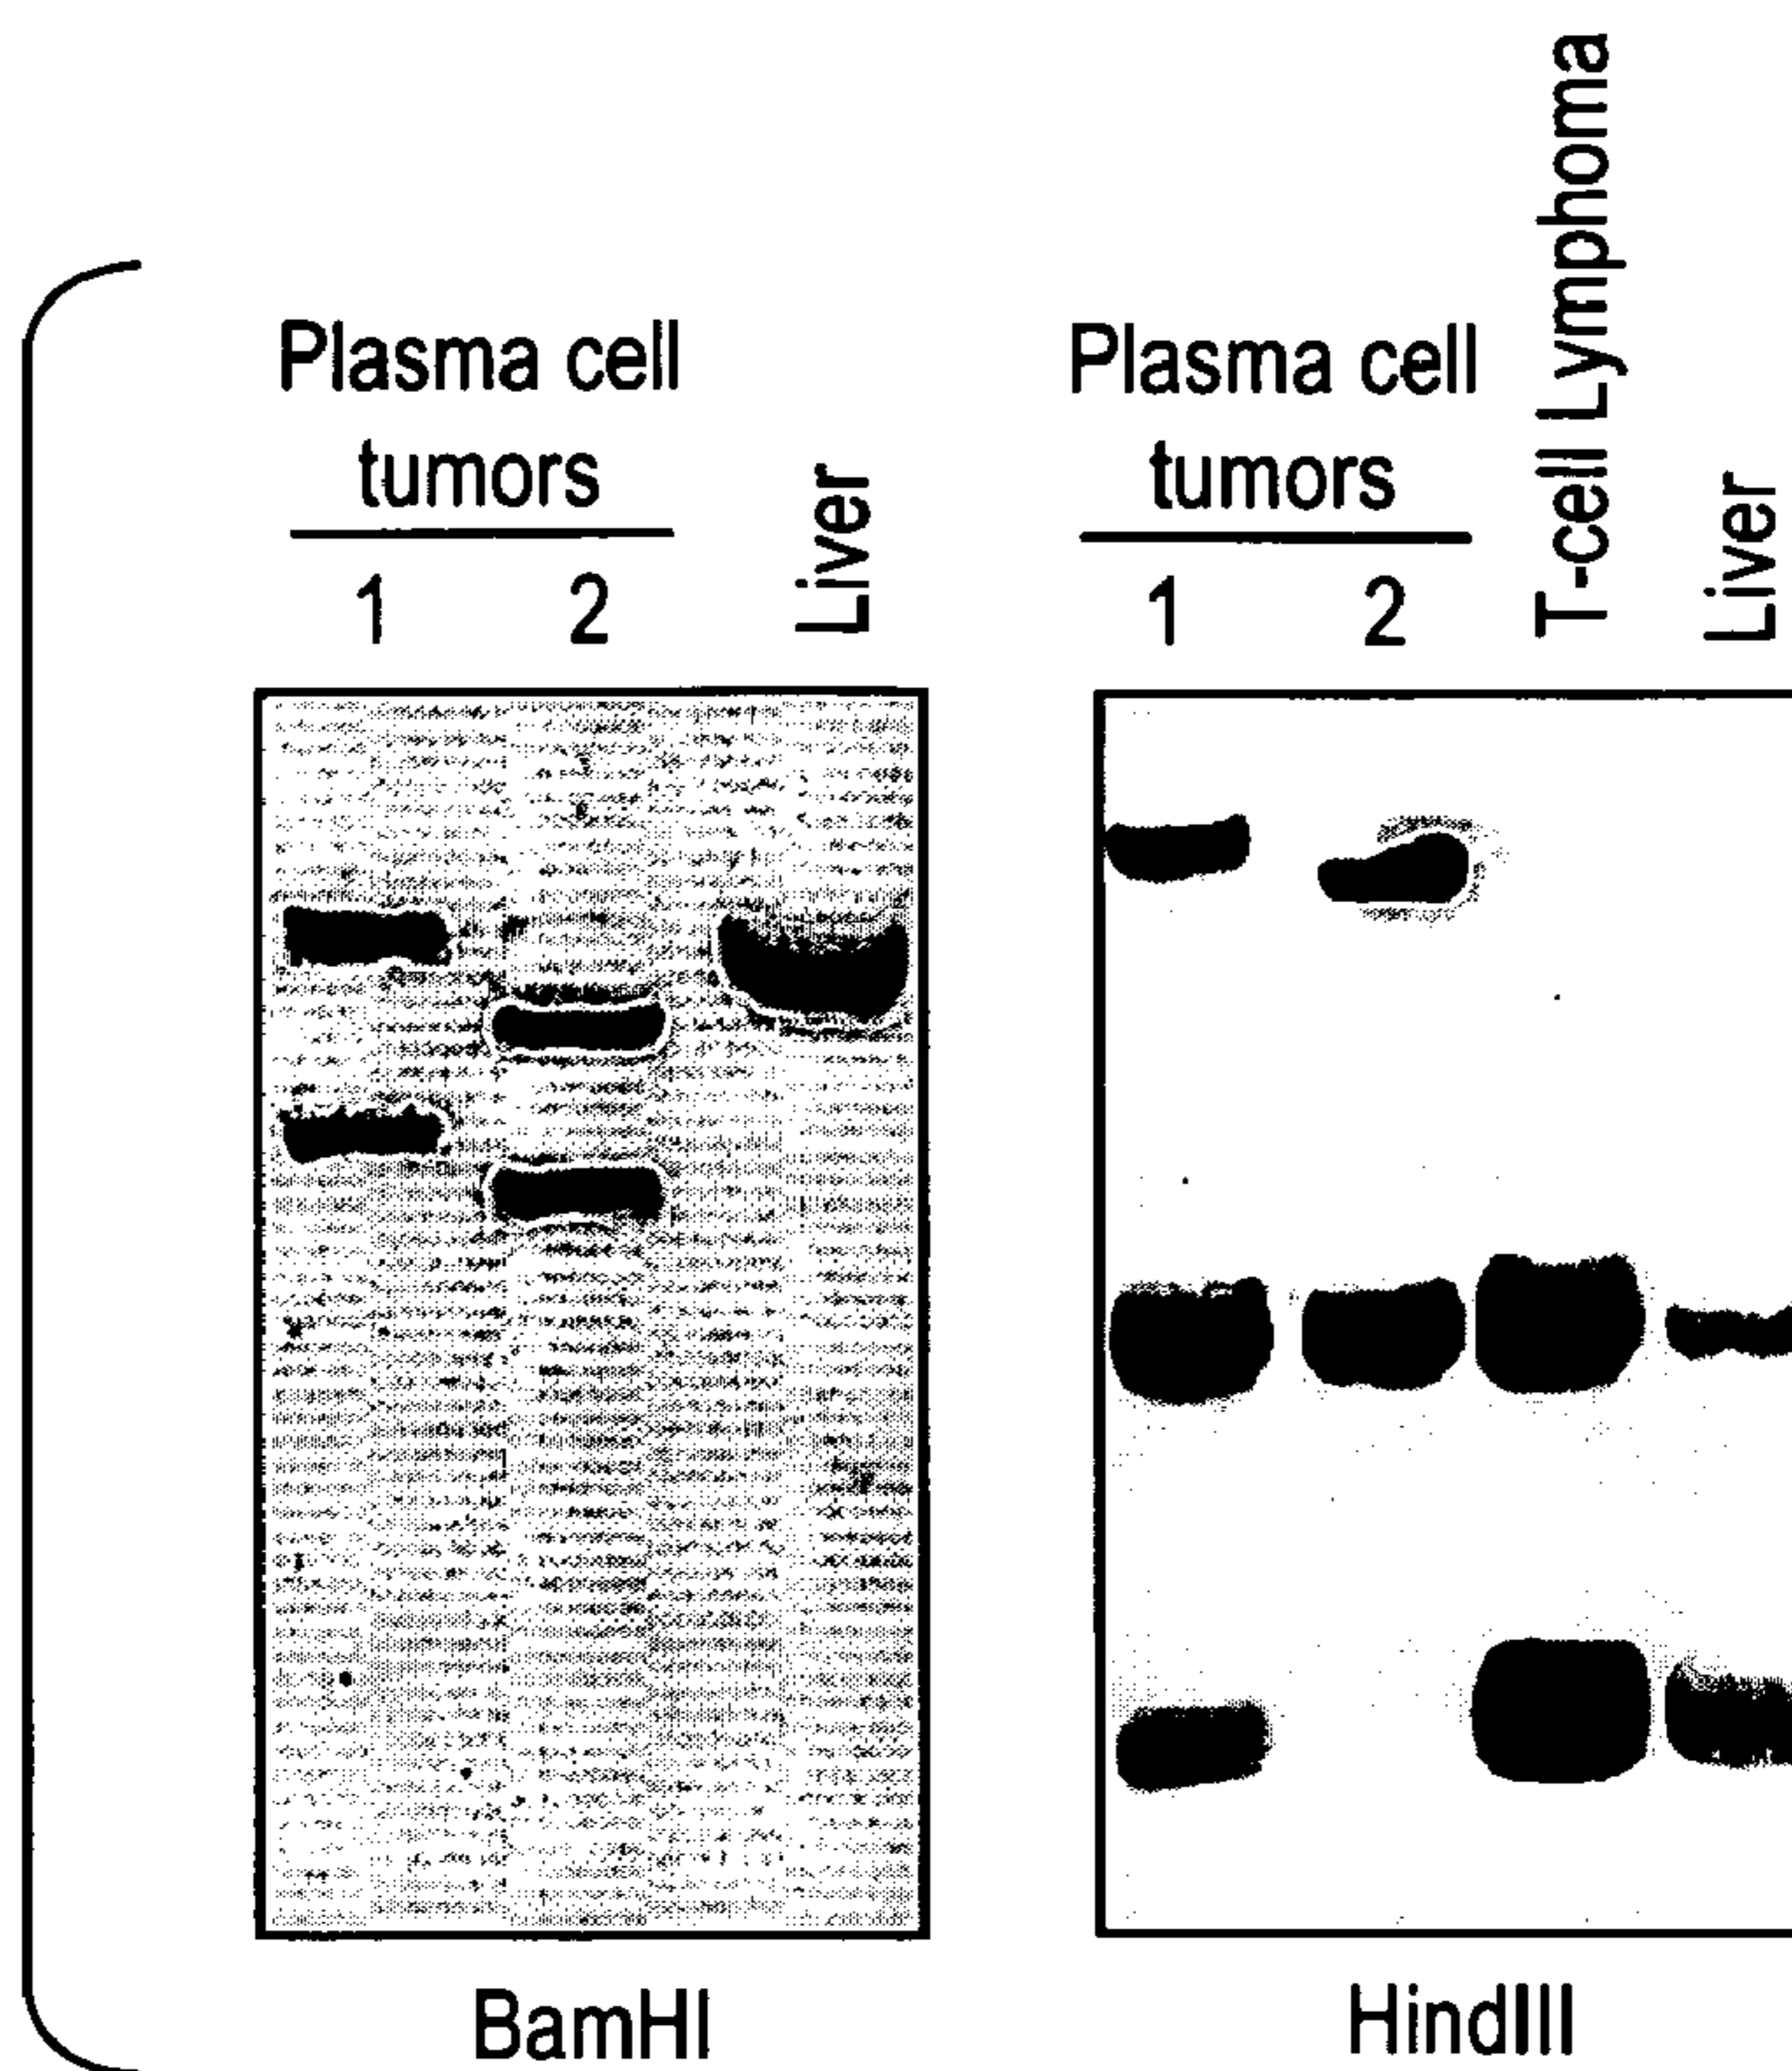 Plasma cell
tumors
1 2 Liver
Plasma cell
tumors
1 2 T-cell Lymphoma Liver
BamHI
HindIII